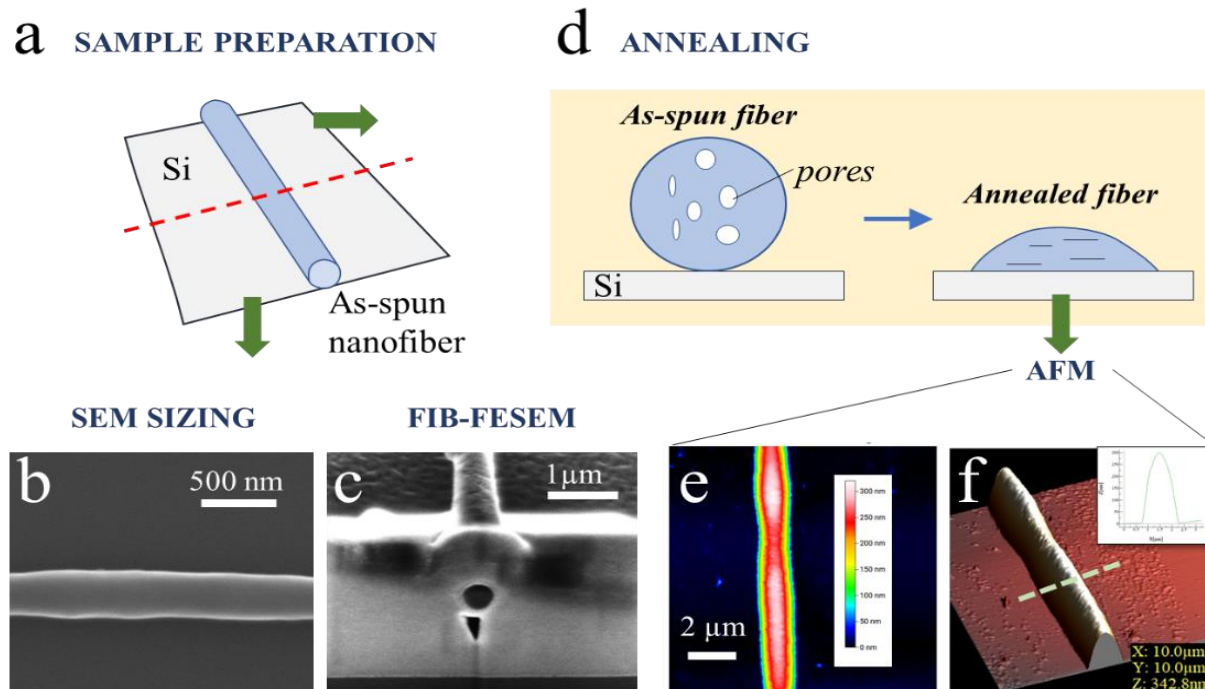 a SAMPLE PREPARATION
Si
As-spun
nanofiber
d ANNEALING
As-spun fiber
pores
Annealed fiber
Si
AFM
SEM SIZING
FIB-FESEM
b
500 nm
c
1µm
e
300 nm
250 nm
200 nm
150 nm
100 nm
50 nm
0 nm
2 µm
f
X: 10.0µm
Y: 10.0µm
Z: 342.8nm